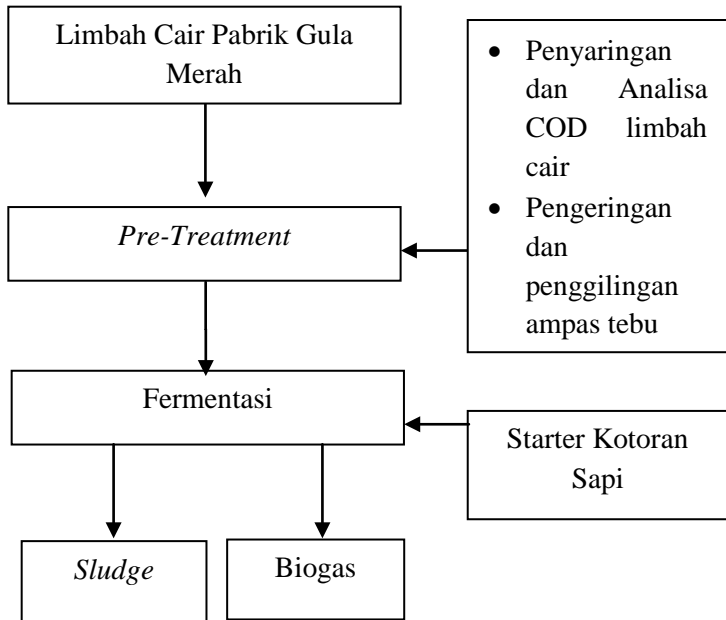 Limbah Cair Pabrik Gula
Merah
• Penyaringan
dan Analisa
COD limbah
cair
• Pengeringan
dan
penggilingan
ampas tebu
Pre-Treatment
Fermentasi
Starter Kotoran
Sapi
Sludge
Biogas